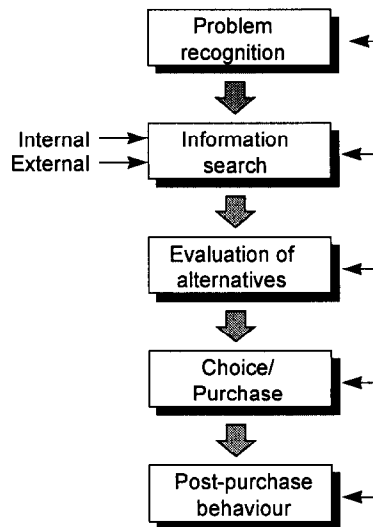 Problem
recognition
Internal
External
Information
search
Evaluation of
alternatives
Choice/
Purchase
Post-purchase
behaviour